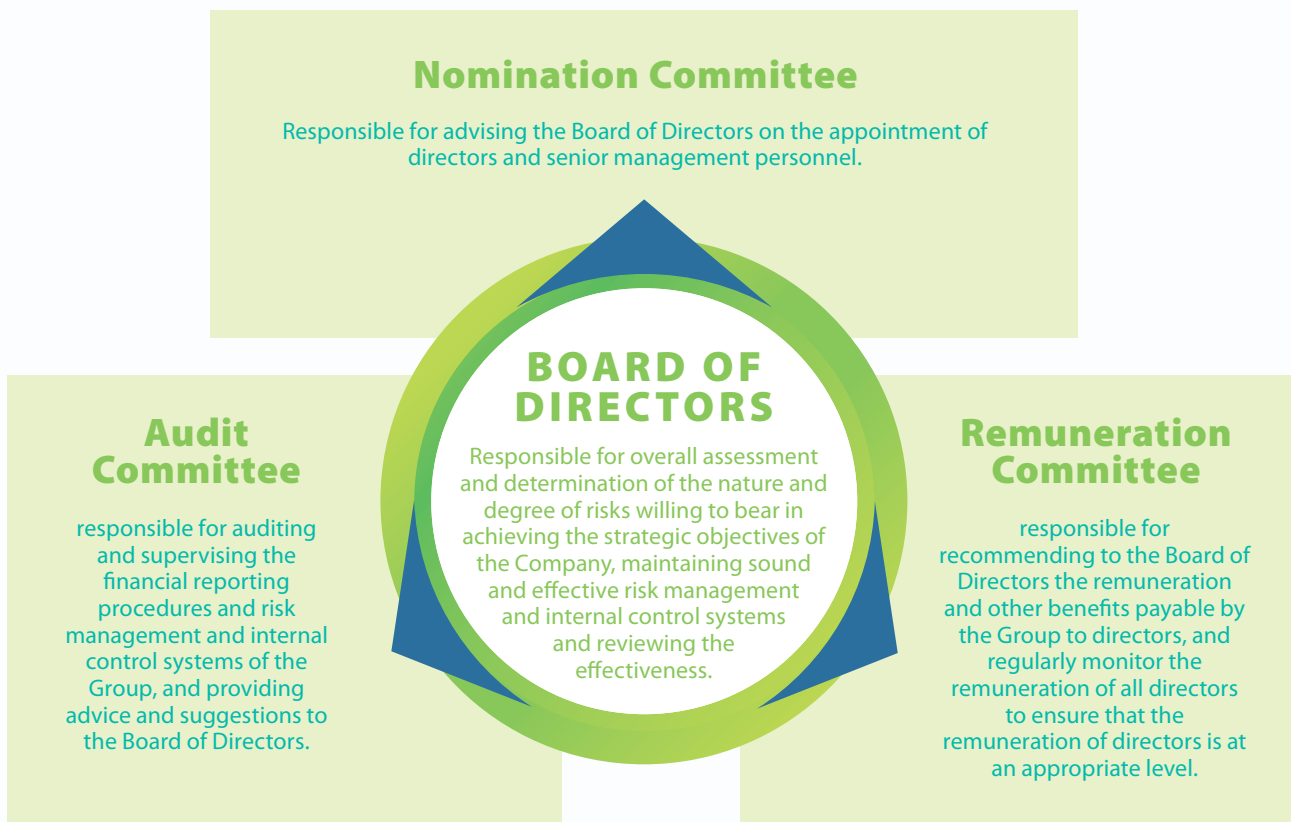 Nomination Committee
Responsible for advising the Board of Directors on the appointment of
directors and senior management personnel.
BOARD OF
DIRECTORS
Responsible for overall assessment
and determination of the nature and
degree of risks willing to bear in
achieving the strategic objectives of
the Company, maintaining sound
and effective risk management
and internal control systems
and reviewing the
effectiveness.
Audit
Committee
responsible for auditing
and supervising the
financial reporting
procedures and risk
management and internal
control systems of the
Group, and providing
advice and suggestions to
the Board of Directors.
Remuneration
Committee
responsible for
recommending to the Board of
Directors the remuneration
and other benefits payable by
the Group to directors, and
regularly monitor the
remuneration of all directors
to ensure that the
remuneration of directors is at
an appropriate level.